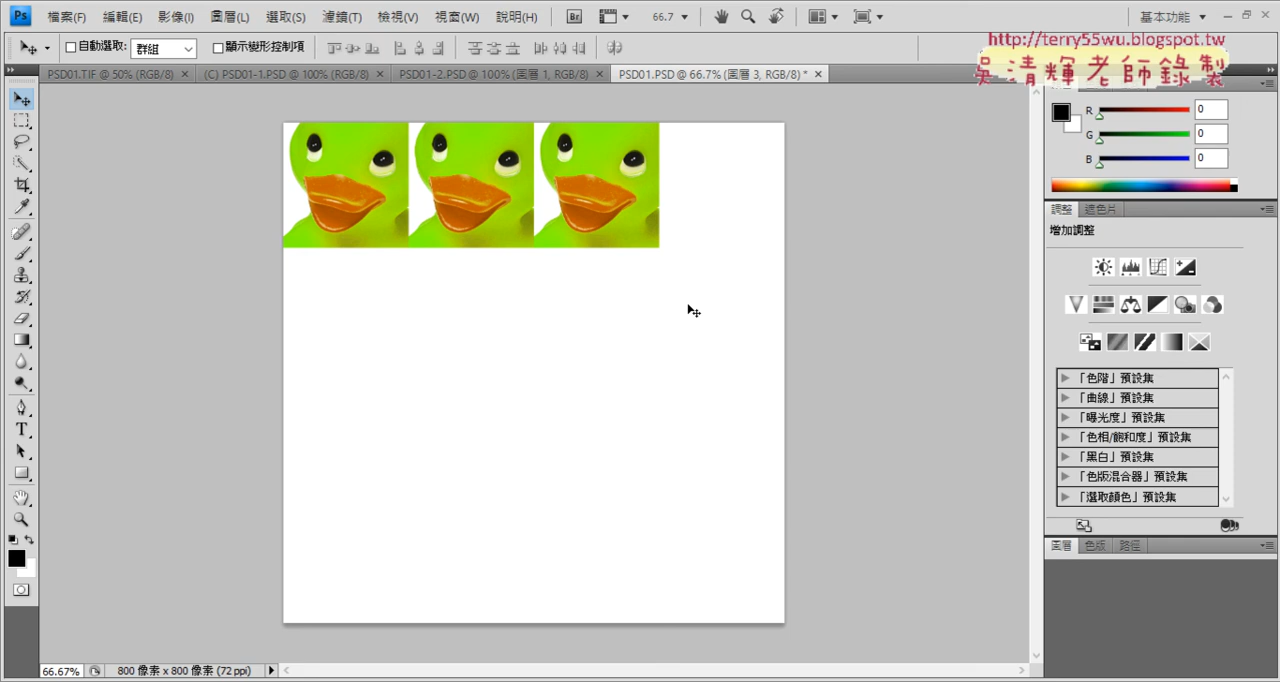 Ps 檔案(F) 編輯(E) 影像(I) 圖層(L) 選取(S) 濾鏡(T) 檢視(V) 視窗(W) 說明(H) Br 66.7 基本功能
自動選取: 群組 顯示變形控制項
http://terry55wu.blogspot.tw
吳清輝老師錄製
PSD01.TIF @ 50% (RGB/8) (C) PSD01-1.PSD @ 100% (RGB/8) PSD01-2.PSD @ 100% (圖層 1, RGB/8) PSD01.PSD @ 66.7% (圖層 3, RGB/8) *
R 0
G 0
B 0
調整 遮色片
增加調整
「色階」預設集
「曲線」預設集
「曝光度」預設集
「色相/飽和度」預設集
「黑白」預設集
「色版混合器」預設集
「選取顏色」預設集
圖層 色版 路徑
T
66.67% 800 像素 x 800 像素 (72 ppi)